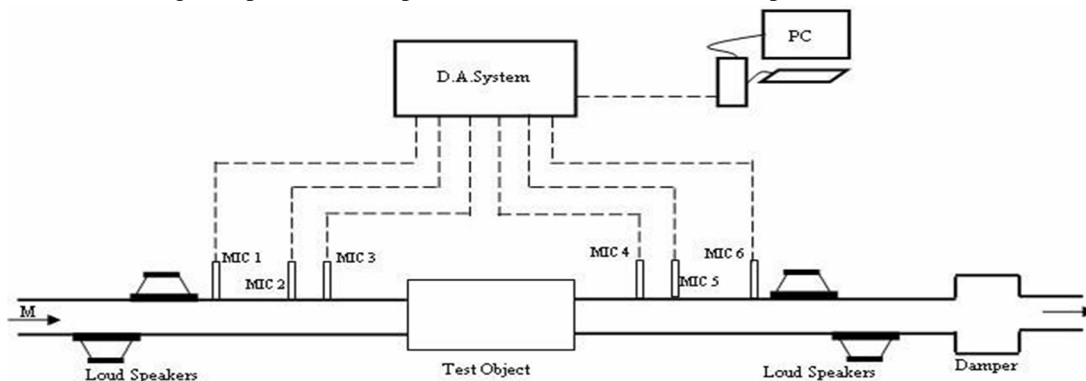 PC
D.A.System
MIC 1
MIC 2
MIC 3
MIC 4
MIC 5
MIC 6
M
Loud Speakers
Test Object
Loud Speakers
Damper